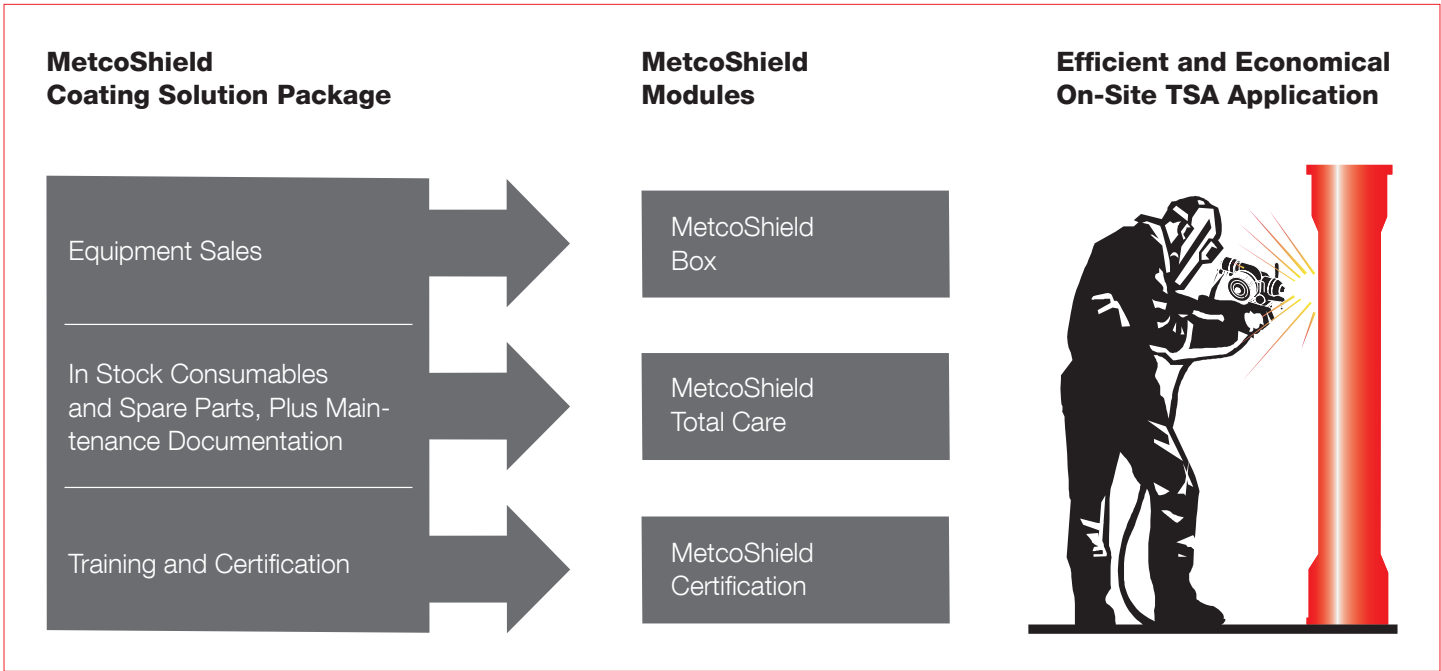 MetcoShield
Coating Solution Package
MetcoShield
Modules
Efficient and Economical
On-Site TSA Application
Equipment Sales
MetcoShield
Box
In Stock Consumables
and Spare Parts, Plus Main-
tenance Documentation
MetcoShield
Total Care
Training and Certification
MetcoShield
Certification